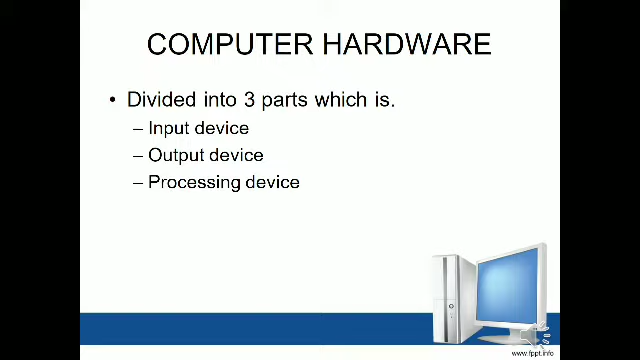 COMPUTER HARDWARE
• Divided into 3 parts which is.
– Input device
– Output device
– Processing device
www.fppt.info